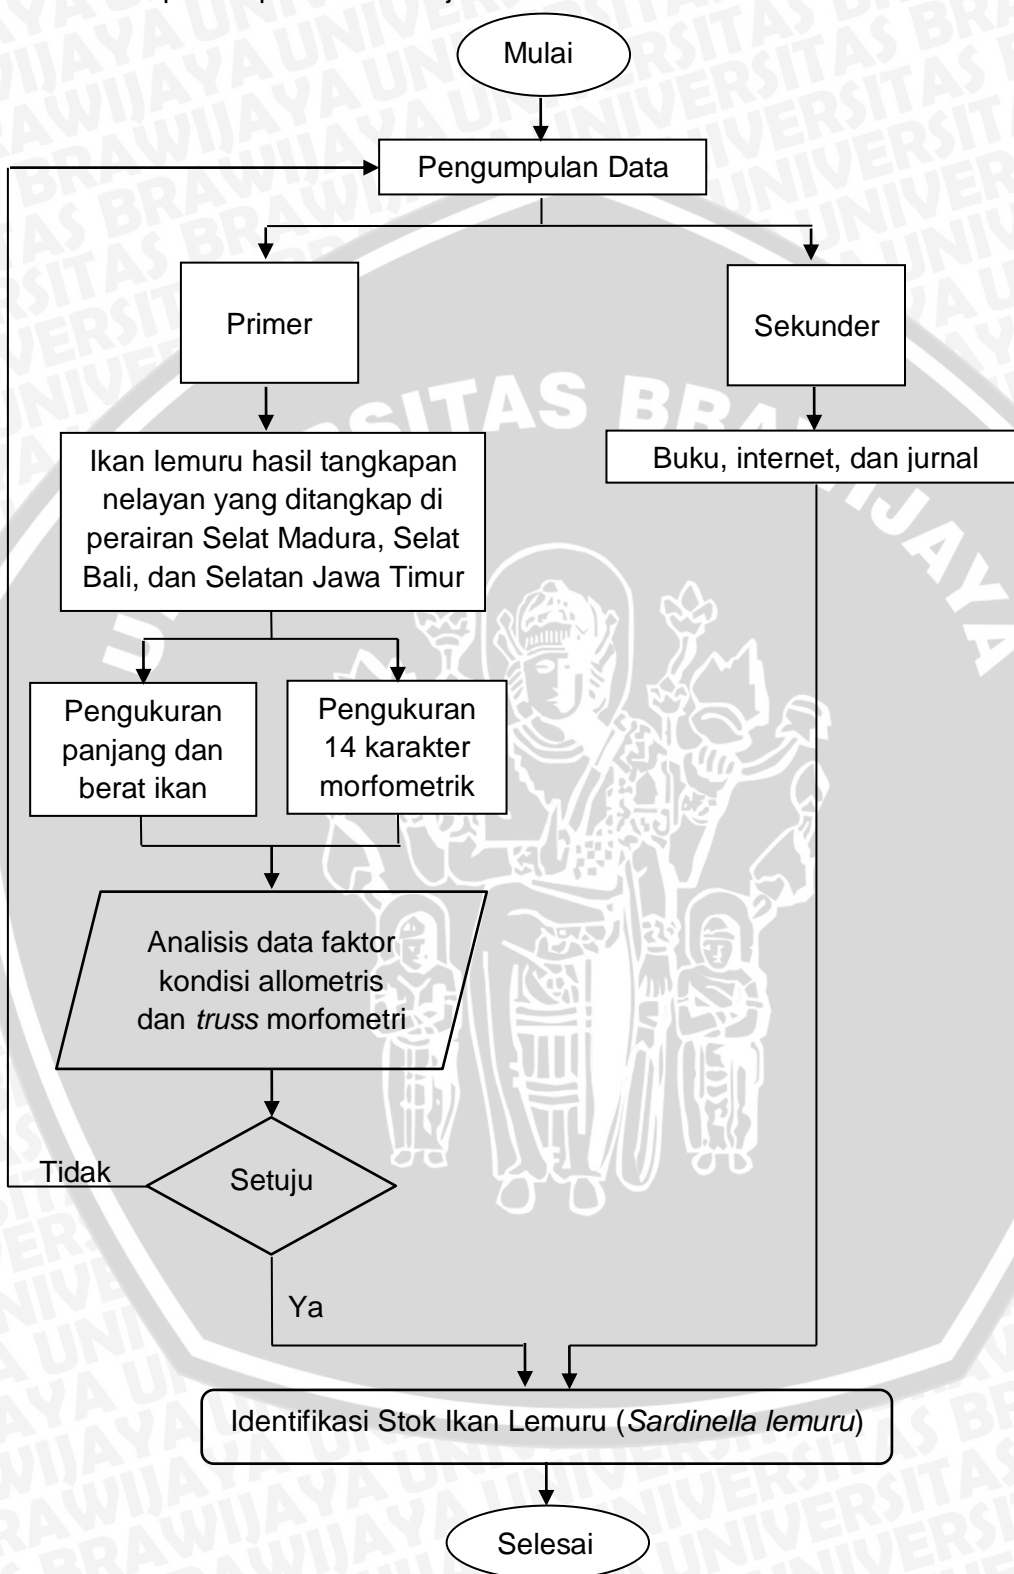 Mulai
Pengumpulan Data
Primer
Sekunder
Ikan lemuru hasil tangkapan
nelayan yang ditangkap di
perairan Selat Madura, Selat
Bali, dan Selatan Jawa Timur
Buku, internet, dan jurnal
Pengukuran
panjang dan
berat ikan
Pengukuran
14 karakter
morfometrik
Analisis data faktor
kondisi allometris
dan truss morfometri
Setuju
Tidak
Ya
Identifikasi Stok Ikan Lemuru (Sardinella lemuru)
Selesai
UNIVERSITAS BRAWIJAYA